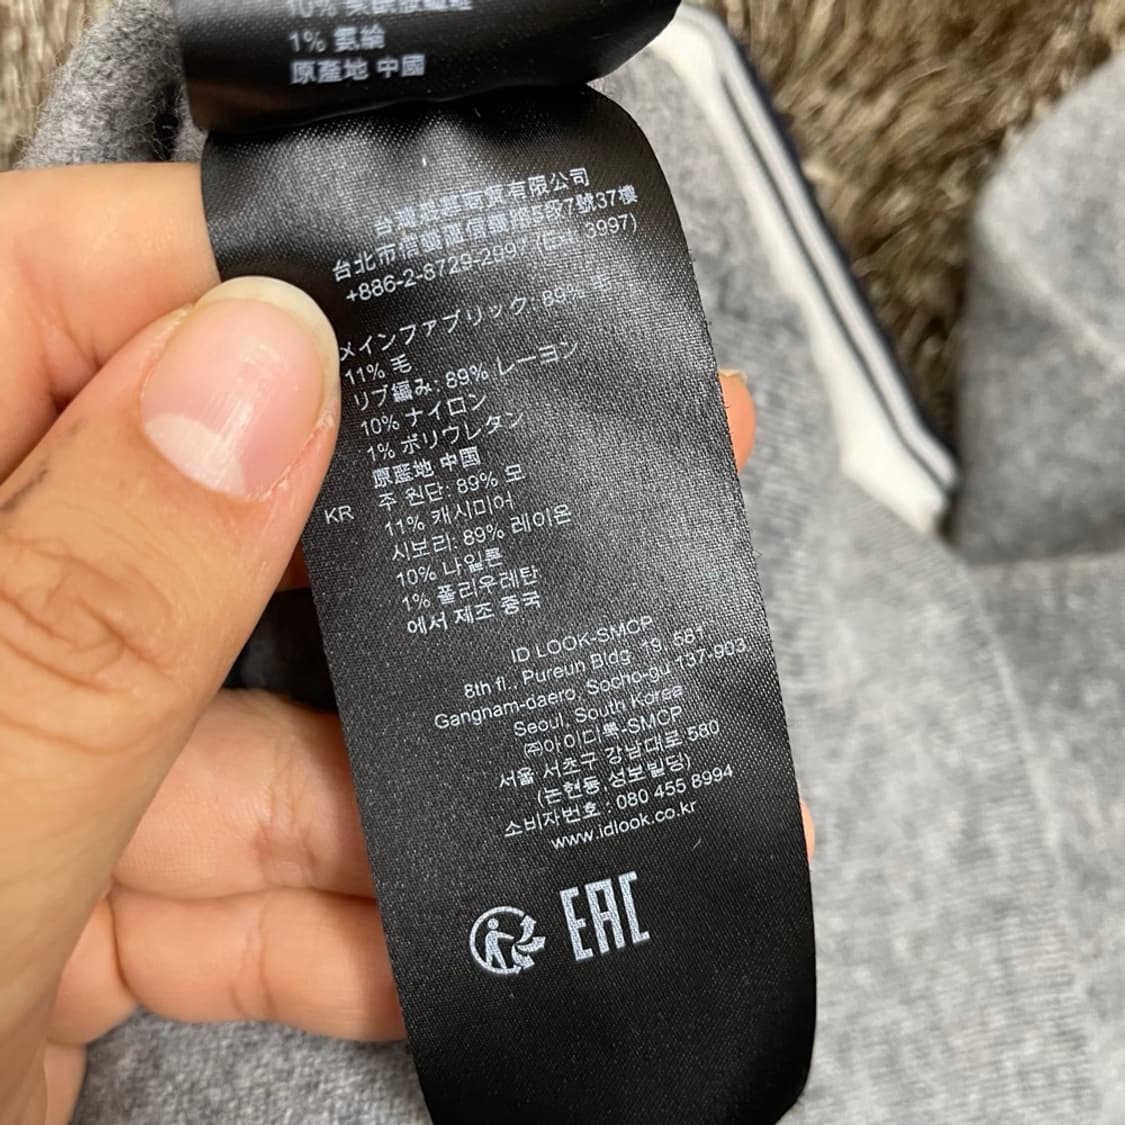 1% 氨綸
原產地 中國
台北市信義區信義路5段7號37樓
+886-2-8729-2997 (Ext. 3997)
メインファブリック: 89% 毛
11% 毛
リブ編み: 89% レーヨン
10% ナイロン
1% ポリウレタン
原産地 中国
KR 주 원단: 89% 모
11% 캐시미어
시보리: 89% 레이온
10% 나일론
1% 폴리우레탄
에서 제조 중국
ID LOOK-SMCP
8th fl., Pureun Bldg. 19, 581
Gangnam-daero, Socho-gu 137-903
Seoul, South Korea
㈜아이디룩-SMCP
서울 서초구 강남대로 580
(논현동, 성보빌딩)
소비자번호 : 080 455 8994
www.idlook.co.kr
EAC